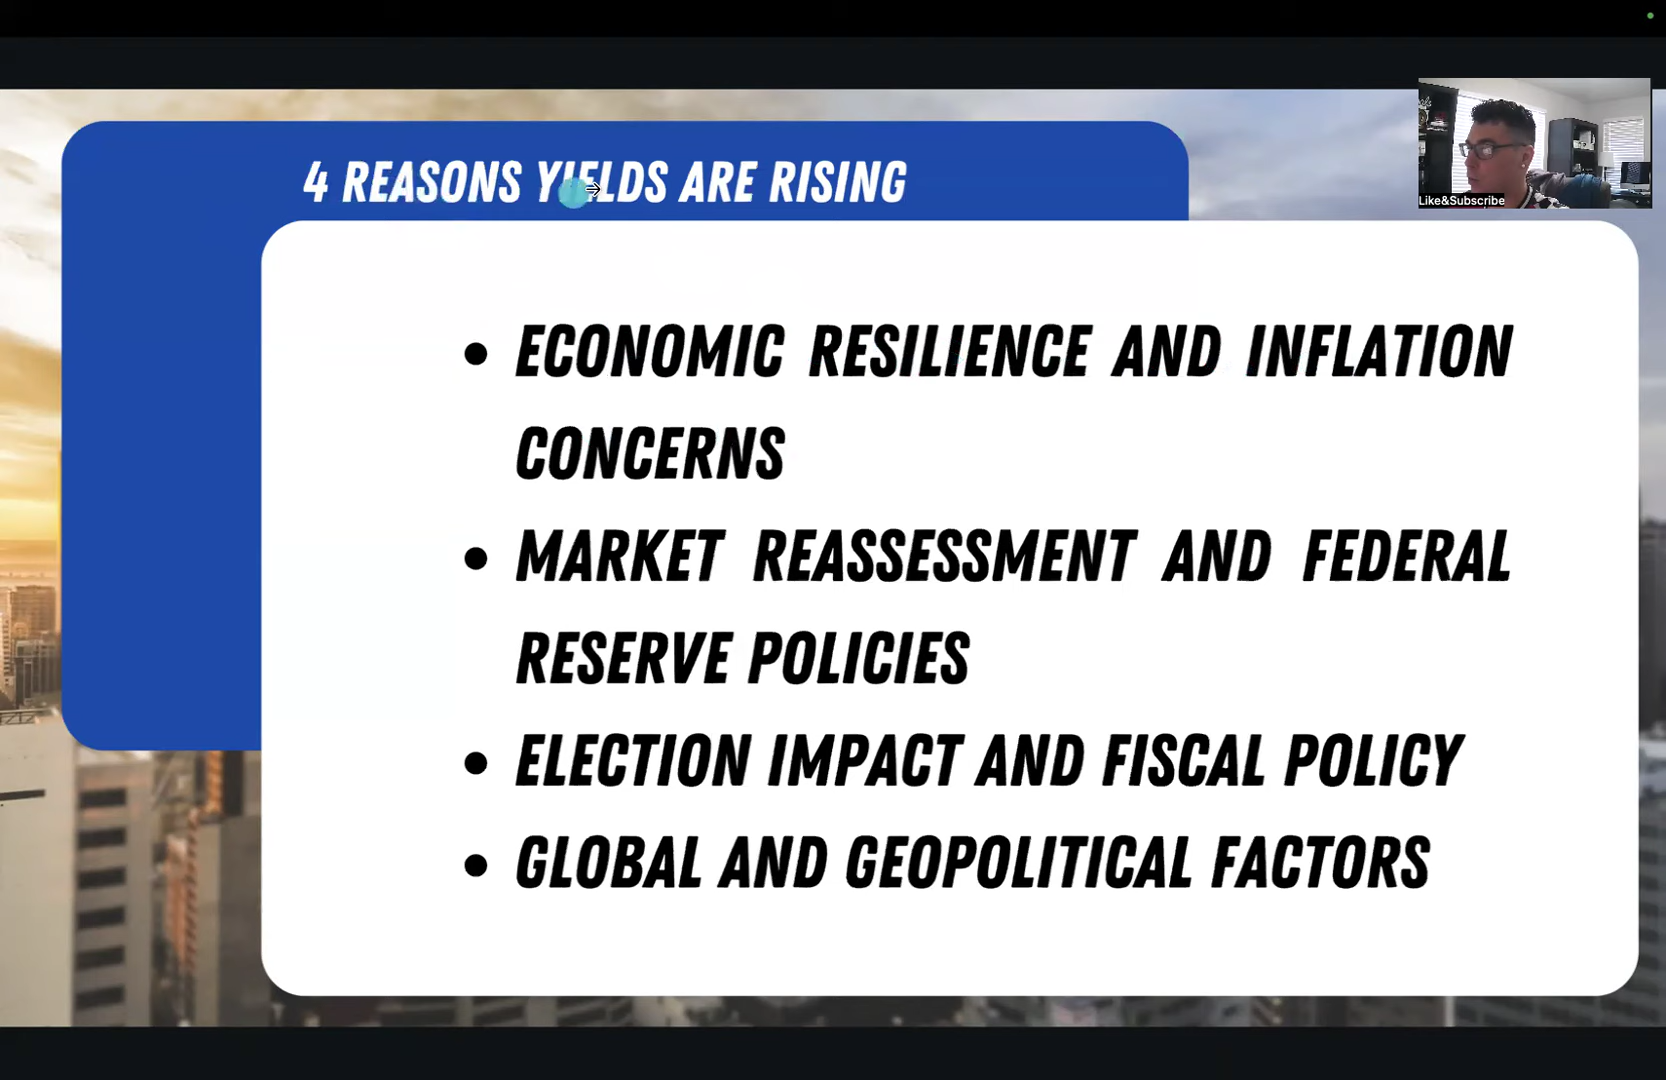 4 REASONS YIELDS ARE RISING
Like&Subscribe
• ECONOMIC RESILIENCE AND INFLATION
CONCERNS
• MARKET REASSESSMENT AND FEDERAL
RESERVE POLICIES
• ELECTION IMPACT AND FISCAL POLICY
• GLOBAL AND GEOPOLITICAL FACTORS